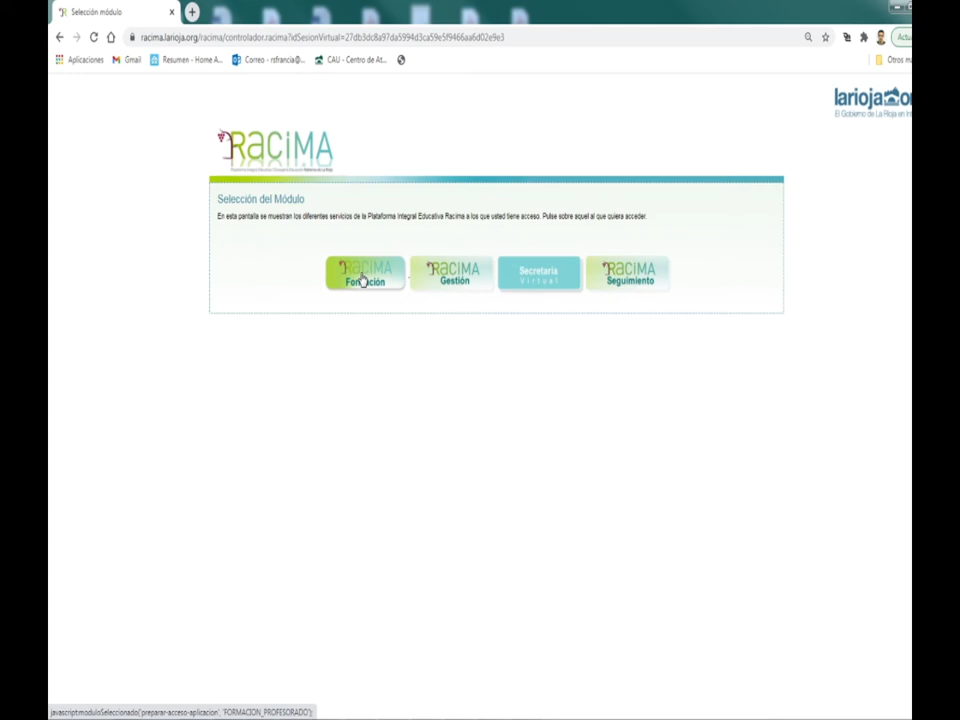 Selección módulo
racima.larioja.org/racima/controlador.racima?idSesionVirtual=27db3dc8a97da5994d3ca59e5f9466aa6d02e9e3
Actu
Aplicaciones Gmail Resumen - Home A... Correo - rsfrancia@... CAU - Centro de At... Otros m
larioja or
El Gobierno de La Rioja en In
RACIMA
Selección del Módulo
En esta pantalla se muestran los diferentes servicios de la Plataforma Integral Educativa Racima a los que usted tiene acceso. Pulse sobre aquel al que quiera acceder.
RACIMA Formación
RACIMA Gestión
Secretaría Virtual
RACIMA Seguimiento
javascript:moduloSeleccionado('preparar-acceso-aplicacion', 'FORMACION_PROFESORADO');